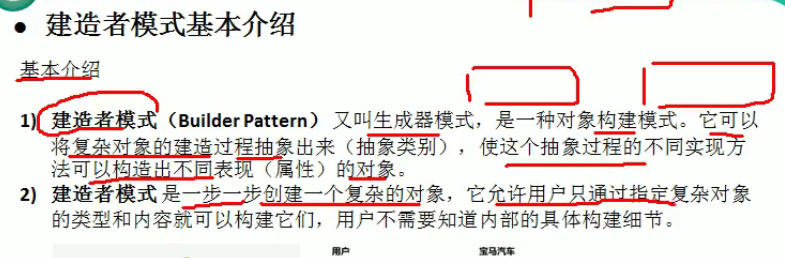 ● 建造者模式基本介绍
基本介绍
1) 建造者模式（Builder Pattern） 又叫生成器模式，是一种对象构建模式。它可以
将复杂对象的建造过程抽象出来（抽象类别），使这个抽象过程的不同实现方
法可以构造出不同表现（属性）的对象。
2) 建造者模式 是一步一步创建一个复杂的对象，它允许用户只通过指定复杂对象
的类型和内容就可以构建它们，用户不需要知道内部的具体构建细节。
用户 宝马汽车